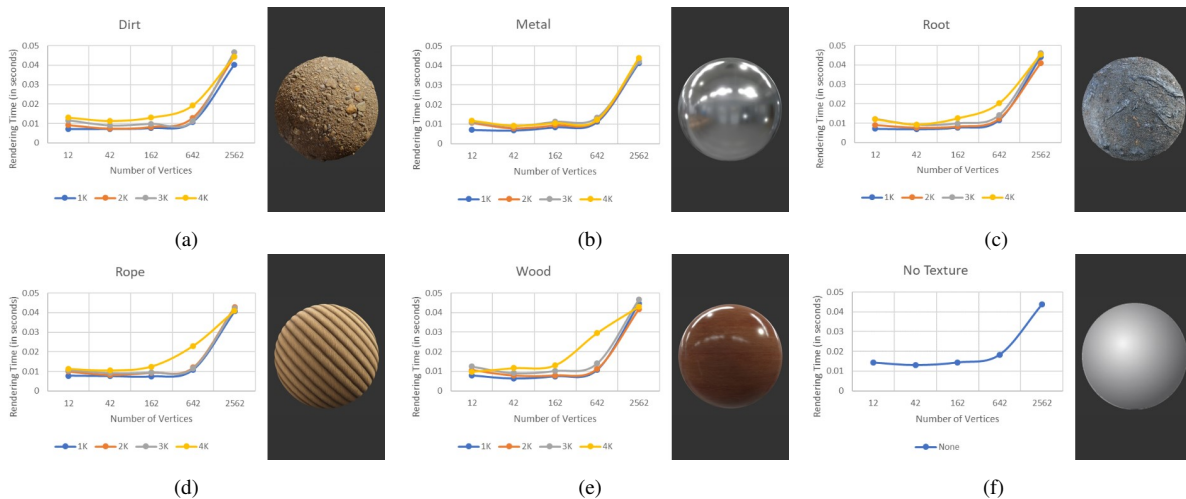 Dirt
Rendering Time (in seconds)
0.05
0.04
0.03
0.02
0.01
0
12 42 162 642 2562
Number of Vertices
1K 2K 3K 4K
(a)
Metal
Rendering Time (in seconds)
0.05
0.04
0.03
0.02
0.01
0
12 42 162 642 2562
Number of Vertices
1K 2K 3K 4K
(b)
Root
Rendering Time (in seconds)
0.05
0.04
0.03
0.02
0.01
0
12 42 162 642 2562
Number of Vertices
1K 2K 3K 4K
(c)
Rope
Rendering Time (in seconds)
0.05
0.04
0.03
0.02
0.01
0
12 42 162 642 2562
Number of Vertices
1K 2K 3K 4K
(d)
Wood
Rendering Time (in seconds)
0.05
0.04
0.03
0.02
0.01
0
12 42 162 642 2562
Number of Vertices
1K 2K 3K 4K
(e)
No Texture
Rendering Time (in seconds)
0.05
0.04
0.03
0.02
0.01
0
12 42 162 642 2562
Number of Vertices
None
(f)